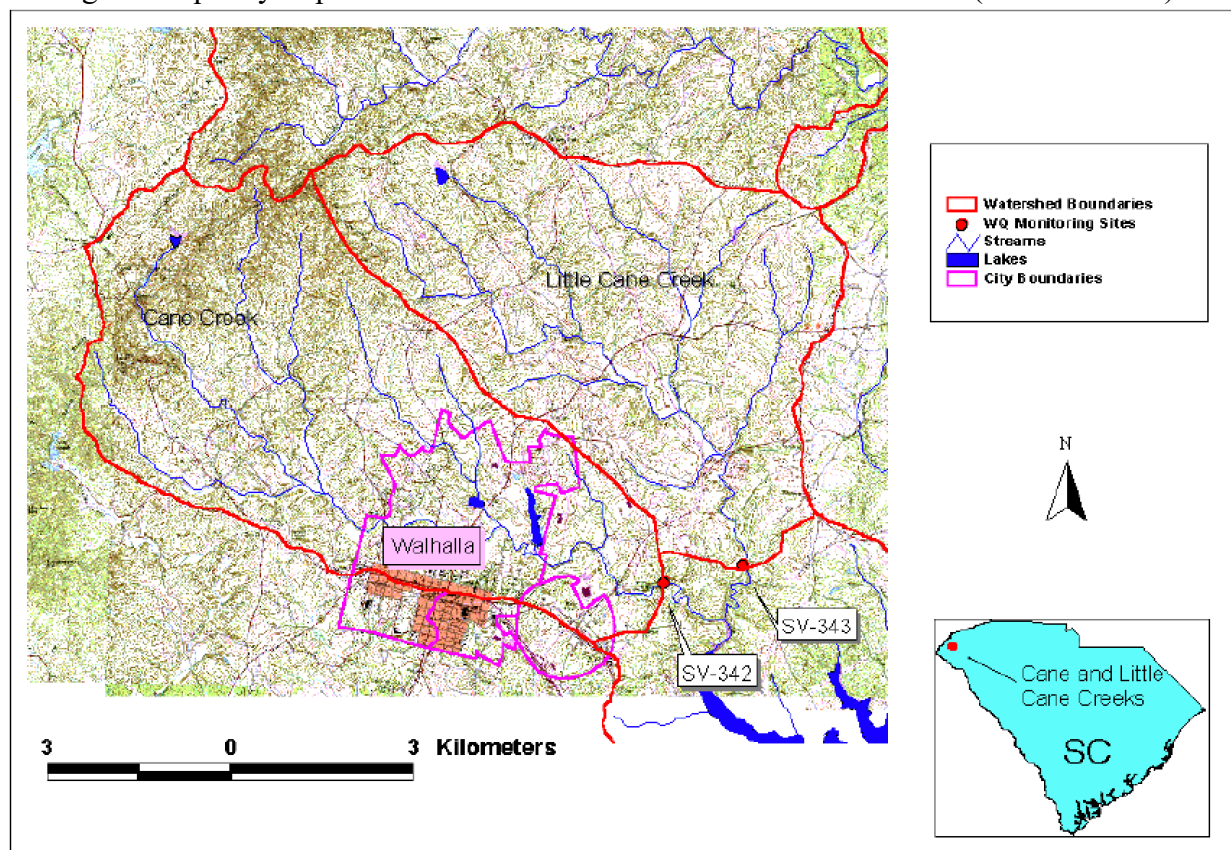 Watershed Boundaries
WQ Monitoring Sites
Streams
Lakes
City Boundaries
Little Cane Creek
Cane Creek
N
Walhalla
SV-343
SV-342
Cane and Little
Cane Creeks
SC
3 0 3 Kilometers